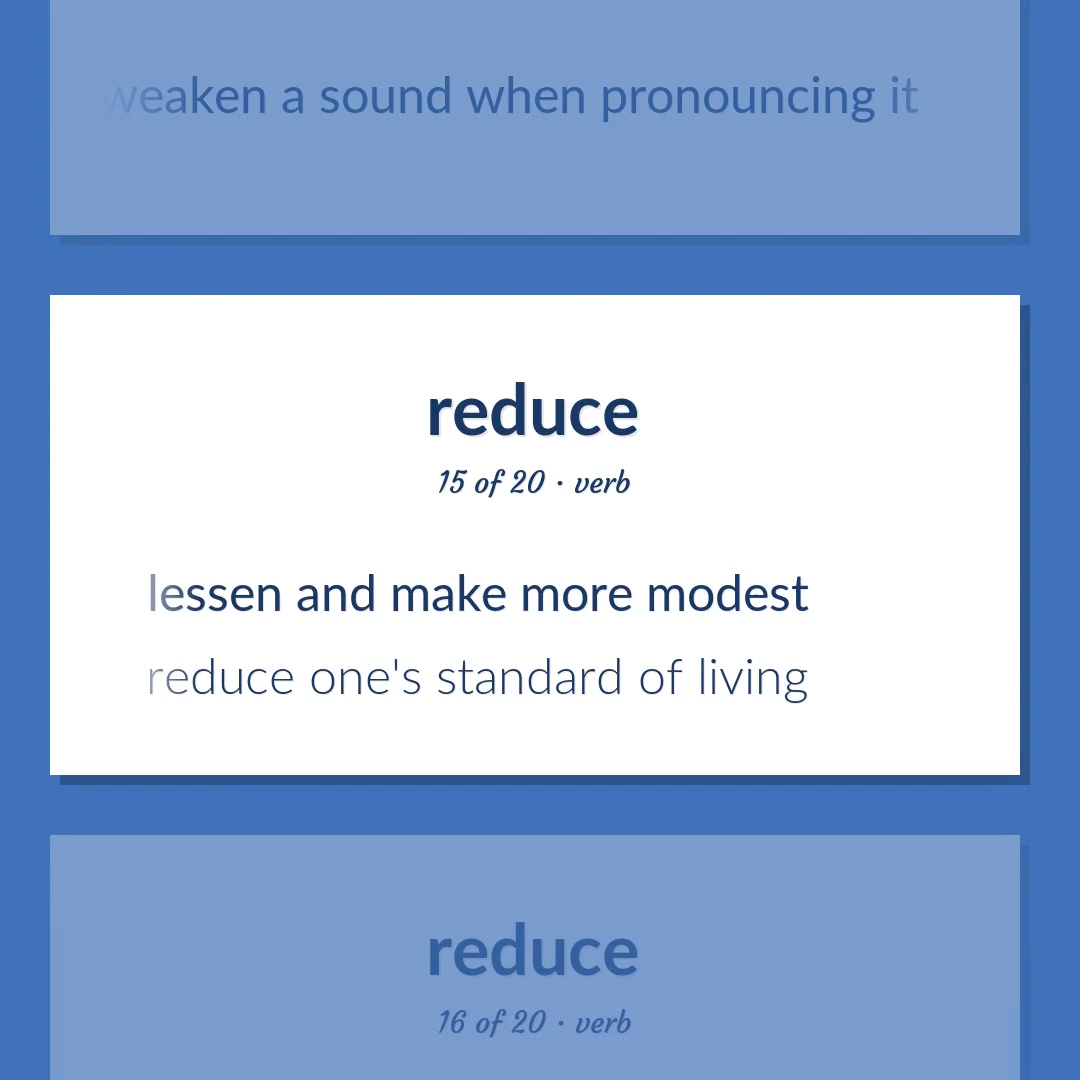 weaken a sound when pronouncing it
reduce
15 of 20 · verb
lessen and make more modest
reduce one's standard of living
reduce
16 of 20 · verb